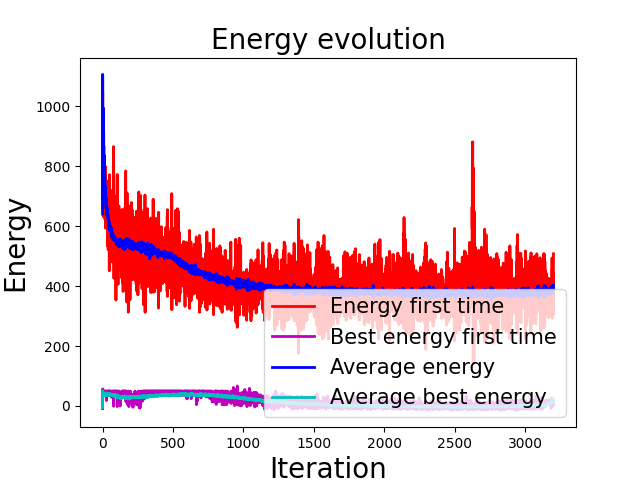 Energy evolution
1000
800
600
400
200
0
Energy
Energy first time
Best energy first time
Average energy
Average best energy
0 500 1000 1500 2000 2500 3000
Iteration